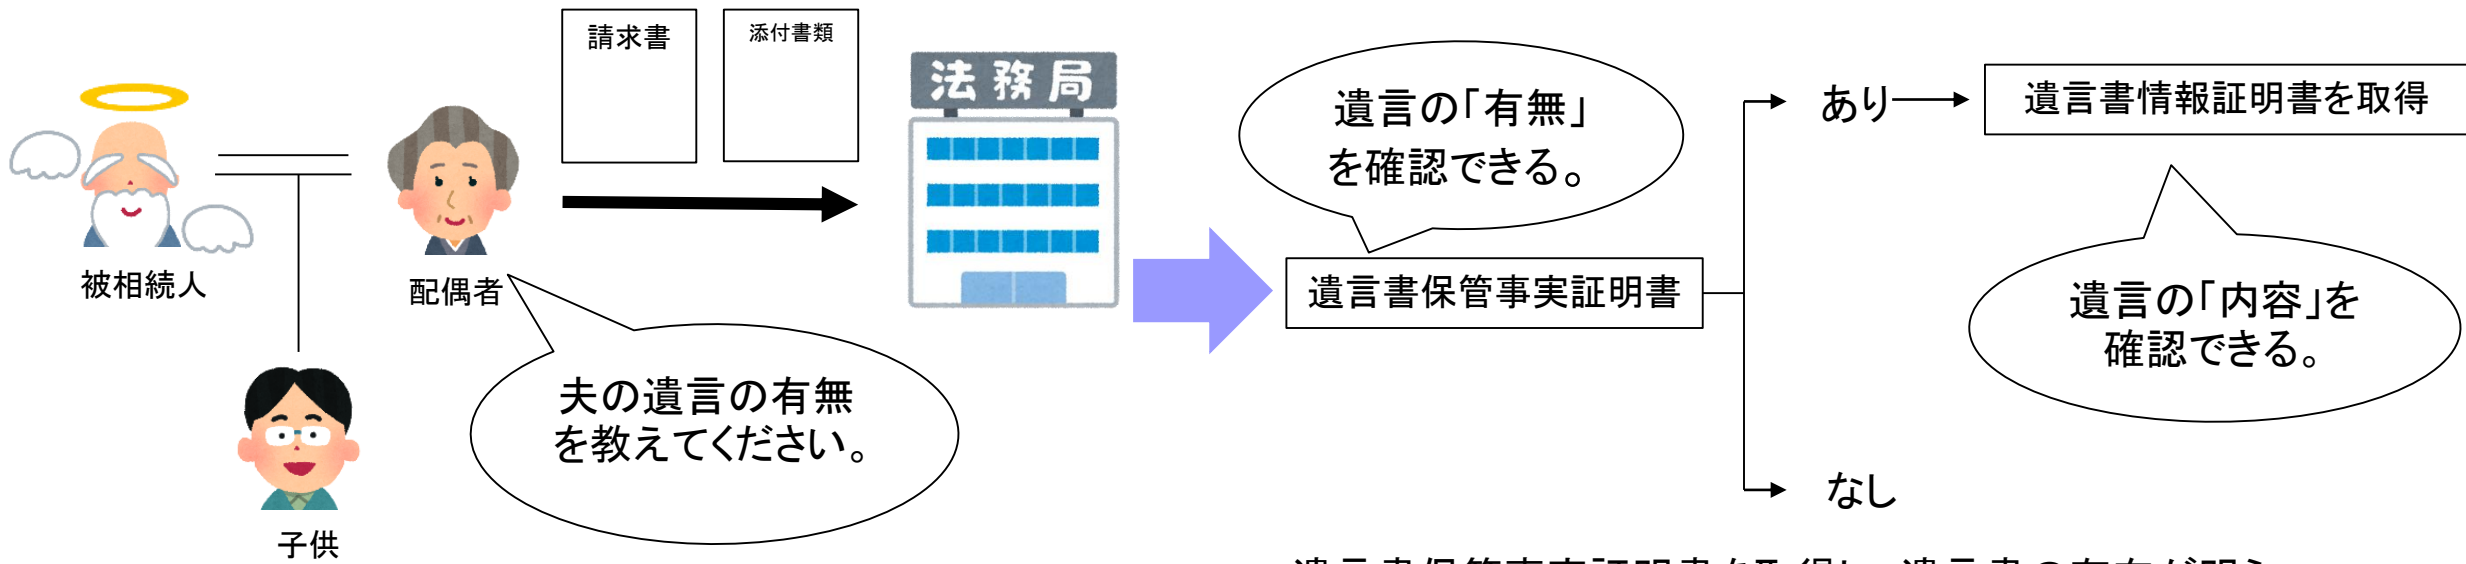 請求書
添付書類
法務局
被相続人
配偶者
子供
夫の遺言の有無
を教えてください。
遺言の「有無」
を確認できる。
遺言書保管事実証明書
あり
遺言書情報証明書を取得
遺言の「内容」を
確認できる。
なし